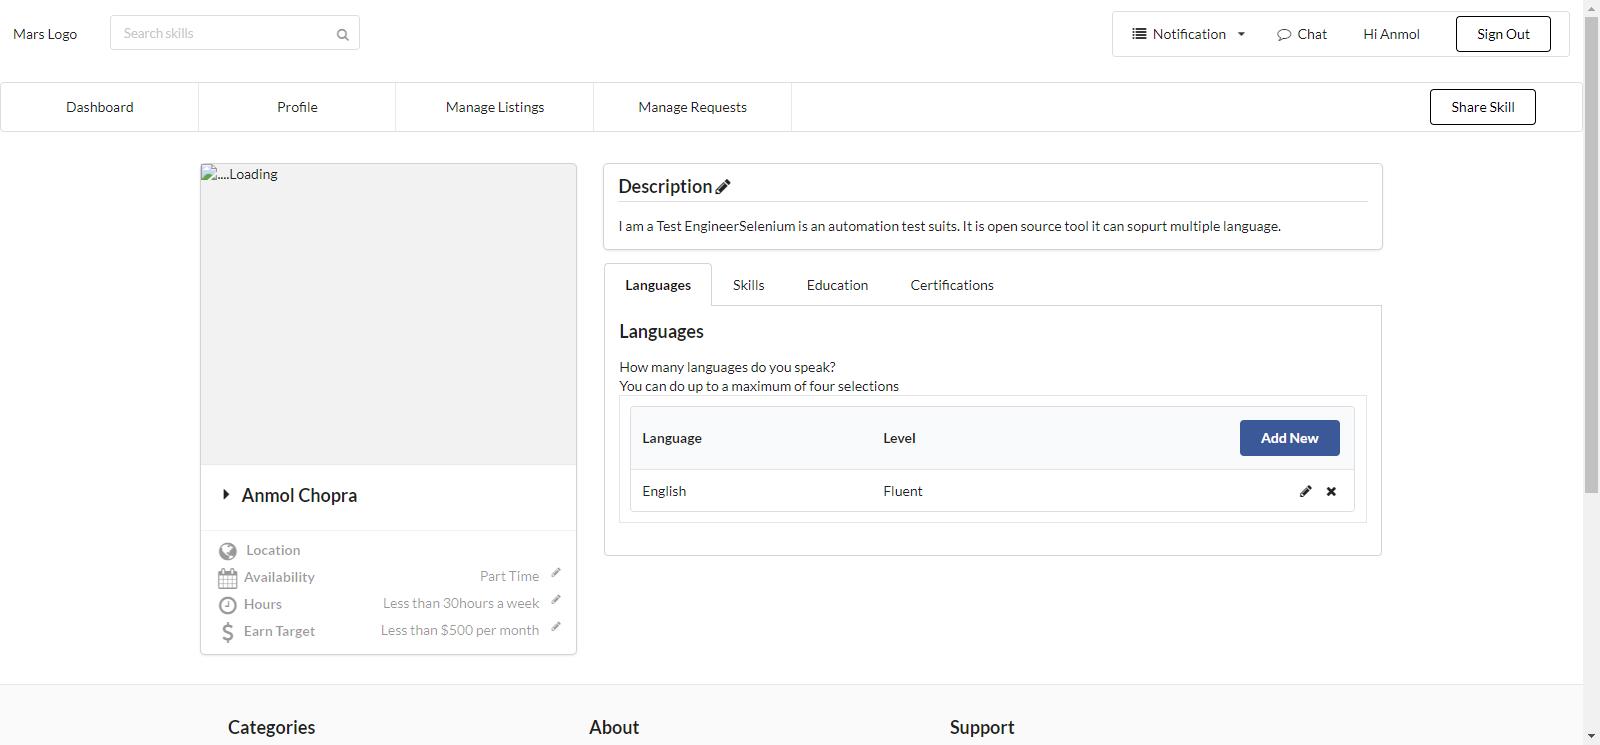 Mars Logo
Search skills
Notification
Chat
Hi Anmol
Sign Out
Dashboard
Profile
Manage Listings
Manage Requests
Share Skill
....Loading
Anmol Chopra
Location
Availability Part Time
Hours Less than 30hours a week
Earn Target Less than $500 per month
Description
I am a Test EngineerSelenium is an automation test suits. It is open source tool it can sopurt multiple language.
Languages
Skills
Education
Certifications
Languages
How many languages do you speak?
You can do up to a maximum of four selections
Language Level Add New
English Fluent
Categories
About
Support